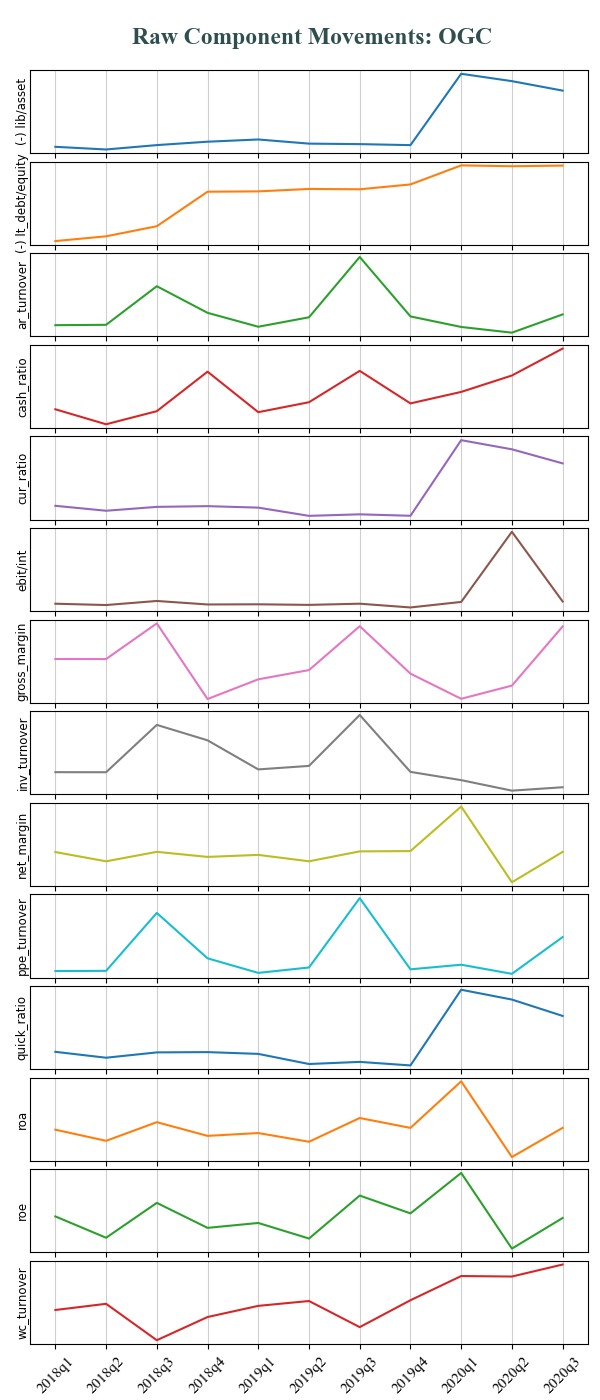 Raw Component Movements: OGC
(-) lib/asset
(-) lt_debt/equity
ar_turnover
cash_ratio
cur_ratio
ebit/int
gross_margin
inv_turnover
net_margin
ppe_turnover
quick_ratio
roa
roe
wc_turnover
2018q1 2018q2 2018q3 2018q4 2019q1 2019q2 2019q3 2019q4 2020q1 2020q2 2020q3